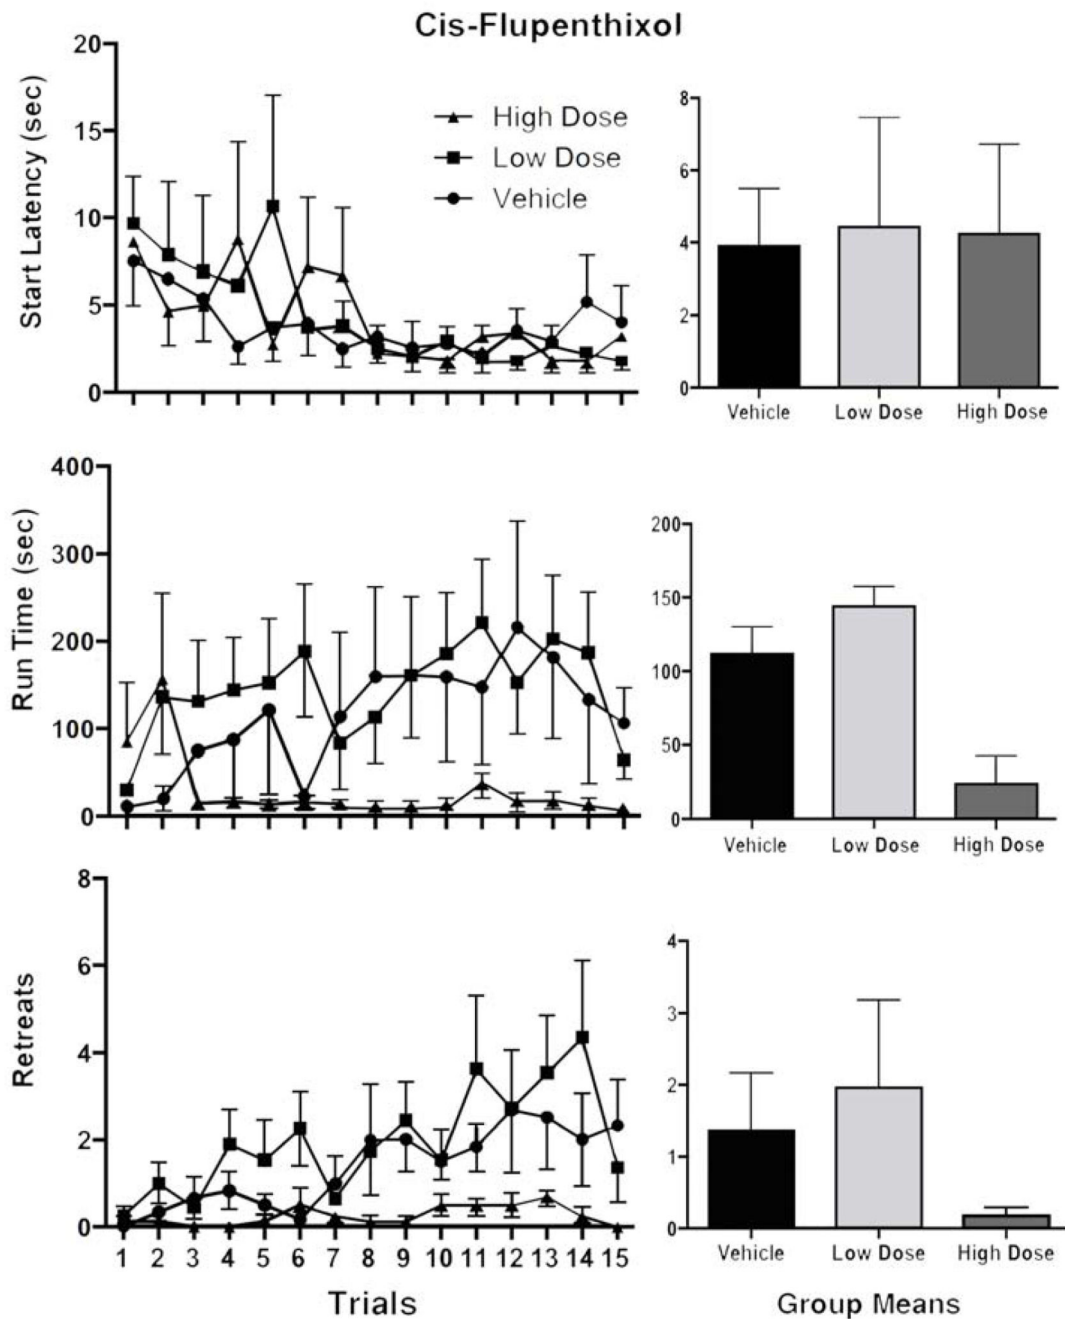 Cis-Flupenthixol
Start Latency (sec)
20
15
10
5
0
High Dose
Low Dose
Vehicle
8
6
4
2
0
Vehicle Low Dose High Dose
Run Time (sec)
400
300
200
100
0
200
150
100
50
0
Vehicle Low Dose High Dose
Retreats
8
6
4
2
0
1 2 3 4 5 6 7 8 9 10 11 12 13 14 15
Trials
4
3
2
1
0
Vehicle Low Dose High Dose
Group Means